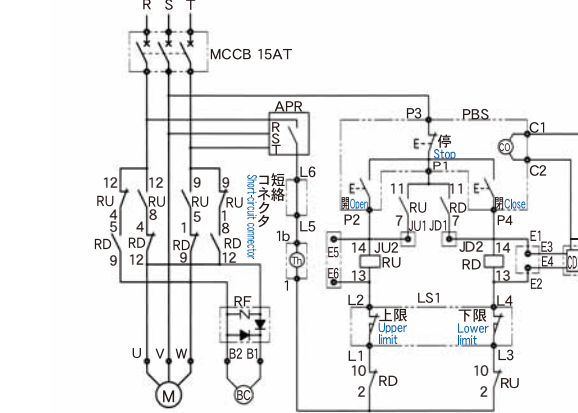 R S T
MCCB 15AT
APR
R
S
T
P3
PBS
停
Stop
C1
CO
C2
P1
開Open
閉Close
P2
P4
11
RU
7
JU1
11
RD
7
JD1
L6
短絡
コネクタ
Short-circuit connector
L5
1b
Th
1
12
RU
4
5
RD
9
12
RU
8
4
RD
12
9
RU
5
1
RD
9
9
RU
1
8
RD
12
E5
E6
JU2
14
RU
13
JD2
14
RD
13
E1
E3
E4
E2
CD
L2
LS1
L4
上限
Upper
limit
下限
Lower
limit
L1
L3
10
RD
2
10
RU
2
RF
B2 B1
BC
U V W
M